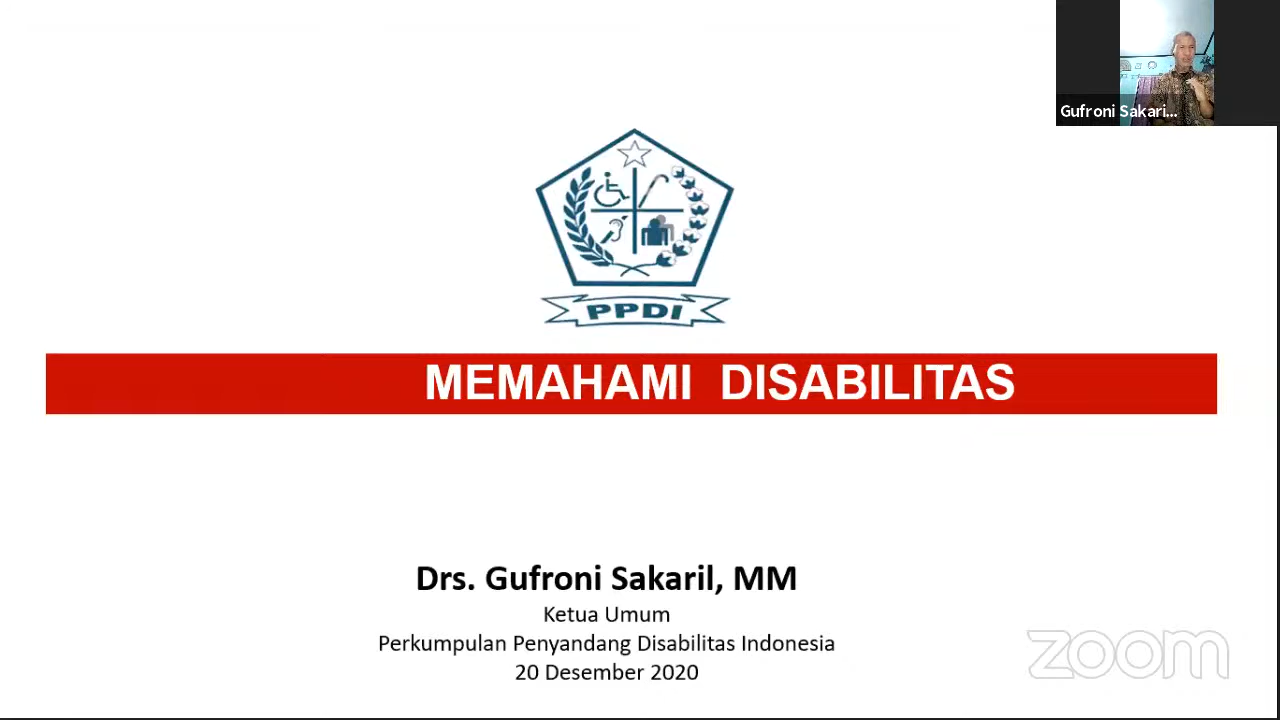 Gufroni Sakari...
PPDI
MEMAHAMI DISABILITAS
Drs. Gufroni Sakaril, MM
Ketua Umum
Perkumpulan Penyandang Disabilitas Indonesia
20 Desember 2020
zoom